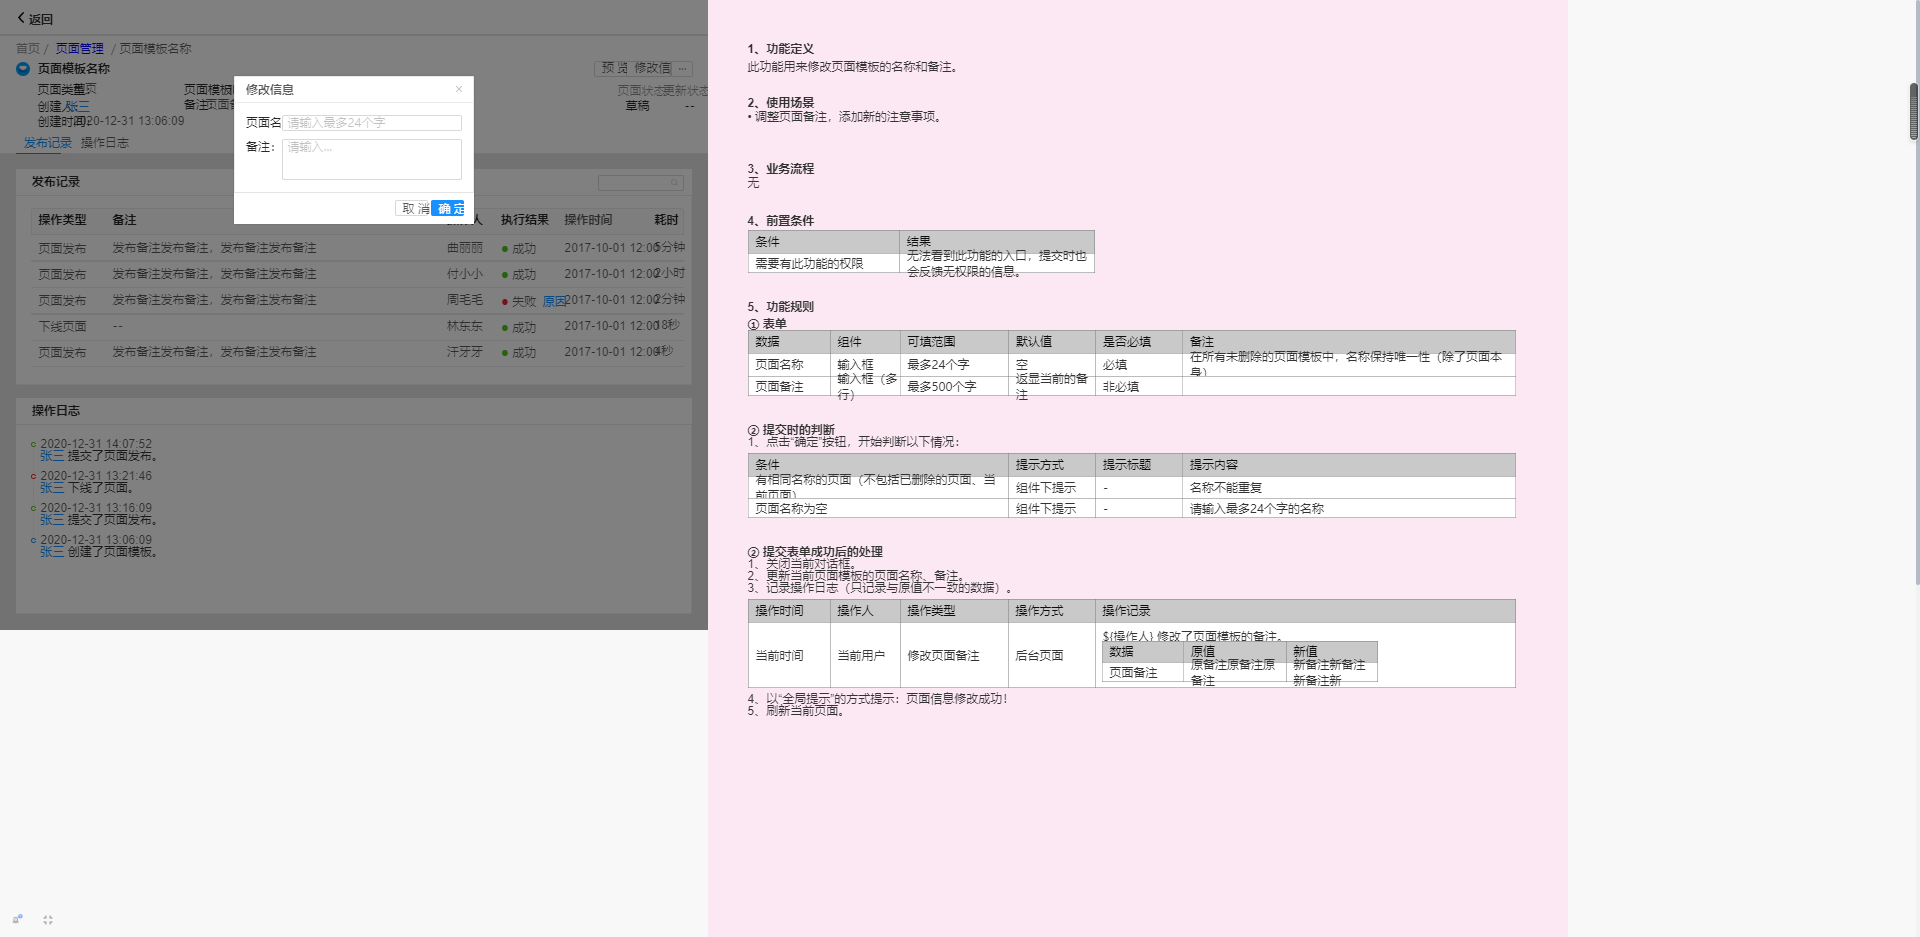 返回
首页 / 页面管理 / 页面模板名称
页面模板名称
预 览 修改信 ...
页面类型
页面模板
页面状态 更新状态
创建人 张三
备注 页面备
草稿 --
创建时间: 2020-12-31 13:06:09
发布记录 操作日志
发布记录
操作类型 备注 人 执行结果 操作时间 耗时
页面发布 发布备注发布备注，发布备注发布备注 曲丽丽 成功 2017-10-01 12:00 5分钟
页面发布 发布备注发布备注，发布备注发布备注 付小小 成功 2017-10-01 12:00 2小时
页面发布 发布备注发布备注，发布备注发布备注 周毛毛 失败 原因 2017-10-01 12:00 2分钟
下线页面 -- 林东东 成功 2017-10-01 12:00 18秒
页面发布 发布备注发布备注，发布备注发布备注 汗牙牙 成功 2017-10-01 12:00 4秒
操作日志
2020-12-31 14:07:52
张三 提交了页面发布。
2020-12-31 13:21:46
张三 下线了页面。
2020-12-31 13:16:09
张三 提交了页面发布。
2020-12-31 13:06:09
张三 创建了页面模板。
修改信息 ×
页面名 请输入最多24个字
备注： 请输入...
取 消 确 定
1、功能定义
此功能用来修改页面模板的名称和备注。
2、使用场景
• 调整页面备注，添加新的注意事项。
3、业务流程
无
4、前置条件
条件 结果
需要有此功能的权限 无法看到此功能的入口，提交时也
会反馈无权限的信息。
5、功能规则
① 表单
数据 组件 可填范围 默认值 是否必填 备注
页面名称 输入框 最多24个字 空 必填 在所有未删除的页面模板中，名称保持唯一性（除了页面本
身）
页面备注 输入框（多 最多500个字 返显当前的备 非必填
行） 注
② 提交时的判断
1、点击“确定”按钮，开始判断以下情况：
条件 提示方式 提示标题 提示内容
有相同名称的页面（不包括已删除的页面、当 组件下提示 - 名称不能重复
前页面）
页面名称为空 组件下提示 - 请输入最多24个字的名称
② 提交表单成功后的处理
1、关闭当前对话框。
2、更新当前页面模板的页面名称、备注。
3、记录操作日志（只记录与原值不一致的数据）。
操作时间 操作人 操作类型 操作方式 操作记录
当前时间 当前用户 修改页面备注 后台页面 ${操作人} 修改了页面模板的备注。
数据 原值 新值
页面备注 原备注原备注原 新备注新备注
备注 新备注新
4、以“全局提示”的方式提示：页面信息修改成功！
5、刷新当前页面。